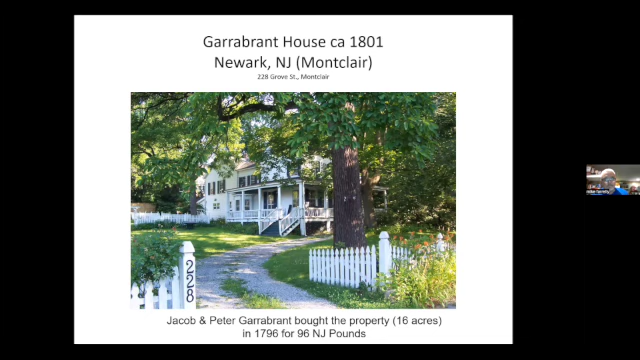 Garrabrant House ca 1801
Newark, NJ (Montclair)
228 Grove St., Montclair
228
Jacob & Peter Garrabrant bought the property (16 acres)
in 1796 for 96 NJ Pounds